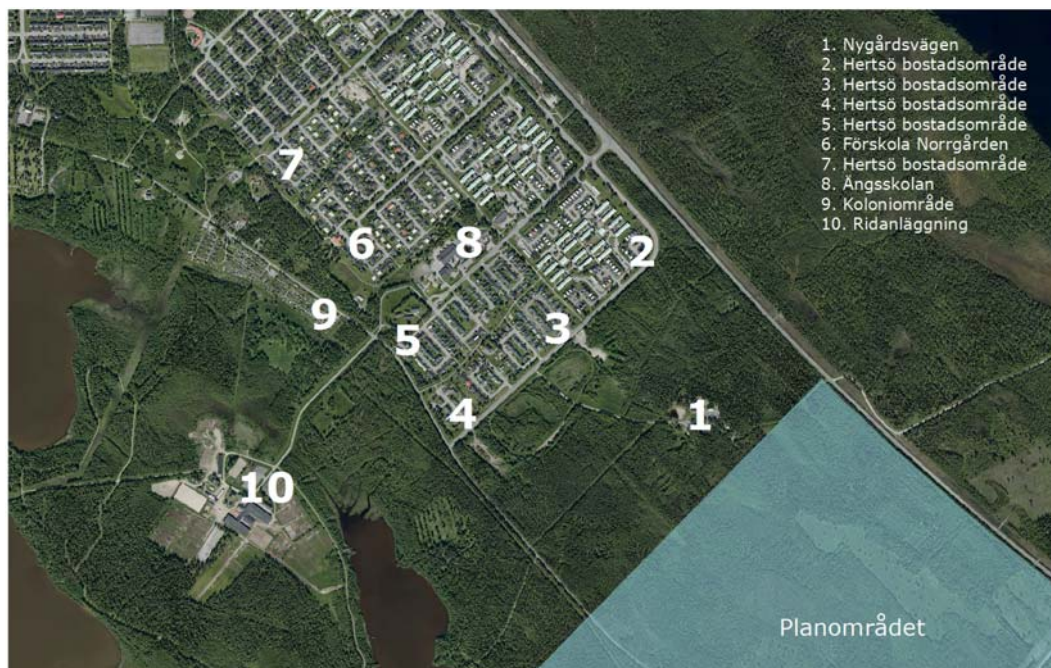 1. Nygårdsvägen
2. Hertsö bostadsområde
3. Hertsö bostadsområde
4. Hertsö bostadsområde
5. Hertsö bostadsområde
6. Förskola Norrgården
7. Hertsö bostadsområde
8. Ängsskolan
9. Koloniområde
10. Ridanläggning
7
6
8
2
9
5
3
4
1
10
Planområdet